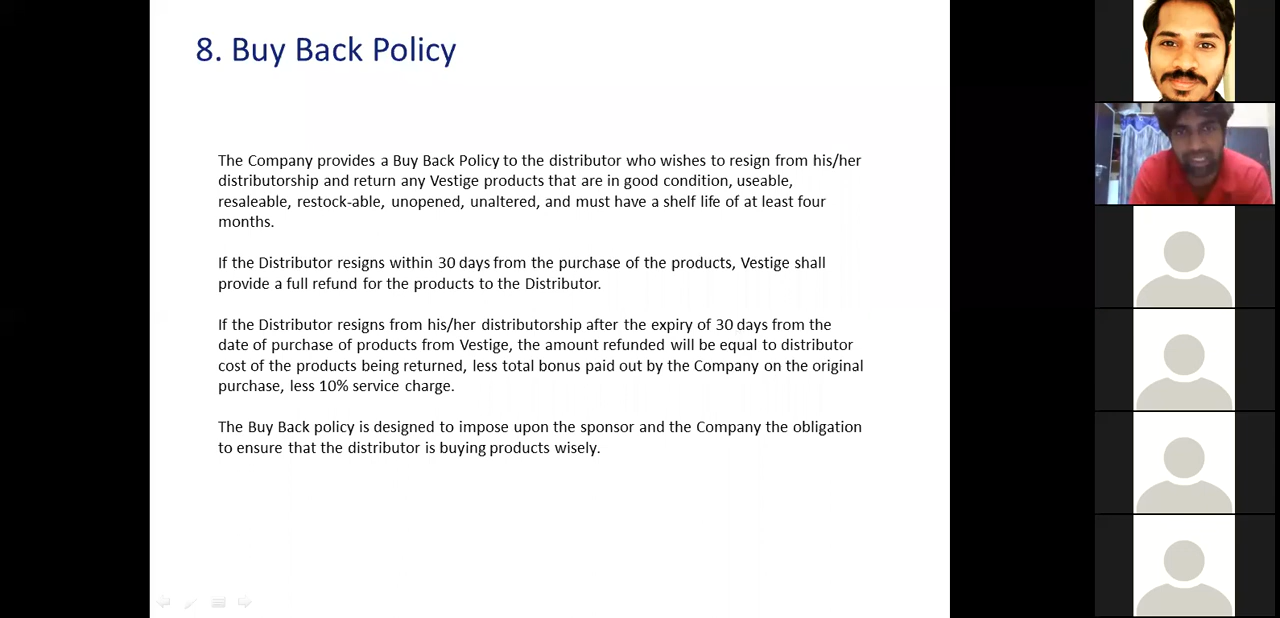 8. Buy Back Policy
The Company provides a Buy Back Policy to the distributor who wishes to resign from his/her
distributorship and return any Vestige products that are in good condition, useable,
resaleable, restock-able, unopened, unaltered, and must have a shelf life of at least four
months.
If the Distributor resigns within 30 days from the purchase of the products, Vestige shall
provide a full refund for the products to the Distributor.
If the Distributor resigns from his/her distributorship after the expiry of 30 days from the
date of purchase of products from Vestige, the amount refunded will be equal to distributor
cost of the products being returned, less total bonus paid out by the Company on the original
purchase, less 10% service charge.
The Buy Back policy is designed to impose upon the sponsor and the Company the obligation
to ensure that the distributor is buying products wisely.